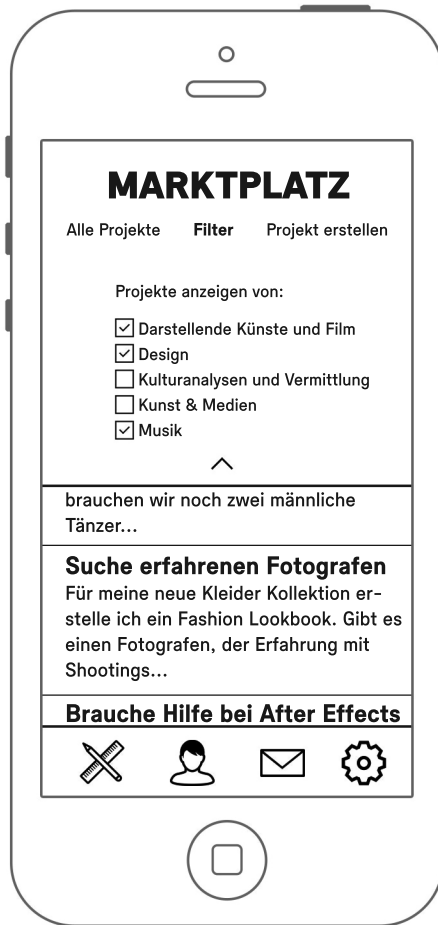 MARKTPLATZ
Alle Projekte Filter Projekt erstellen
Projekte anzeigen von:
Darstellende Künste und Film
Design
Kulturanalysen und Vermittlung
Kunst & Medien
Musik
brauchen wir noch zwei männliche
Tänzer...
Suche erfahrenen Fotografen
Für meine neue Kleider Kollektion er-
stelle ich ein Fashion Lookbook. Gibt es
einen Fotografen, der Erfahrung mit
Shootings...
Brauche Hilfe bei After Effects